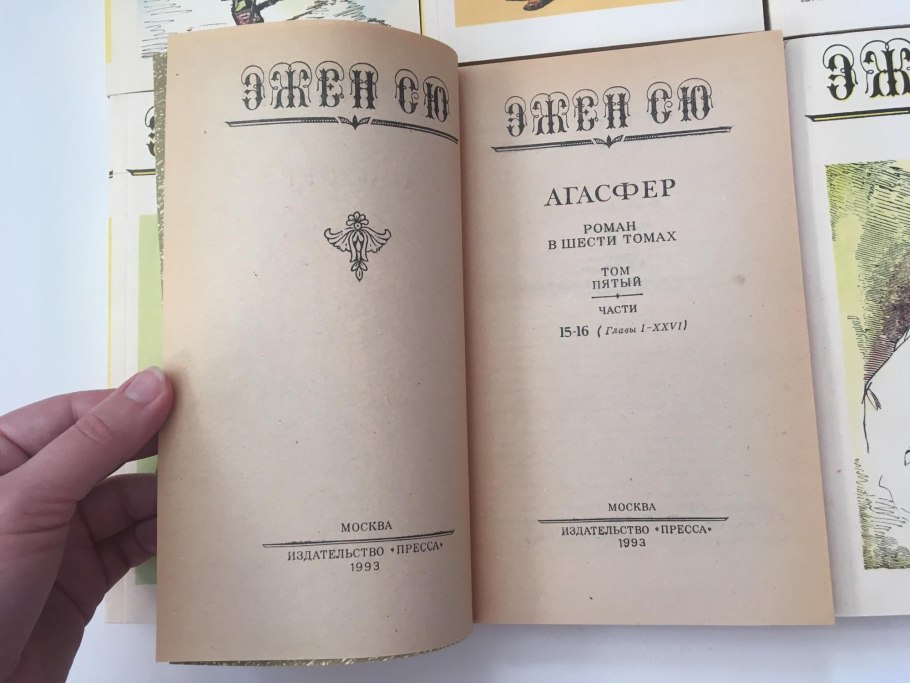 ЭЖЕН СЮ
МОСКВА
ИЗДАТЕЛЬСТВО «ПРЕССА»
1993
ЭЖЕН СЮ
АГАСФЕР
РОМАН
В ШЕСТИ ТОМАХ
ТОМ
ПЯТЫЙ
ЧАСТИ
15-16 (Главы I-XXVI)
МОСКВА
ИЗДАТЕЛЬСТВО «ПРЕССА»
1993